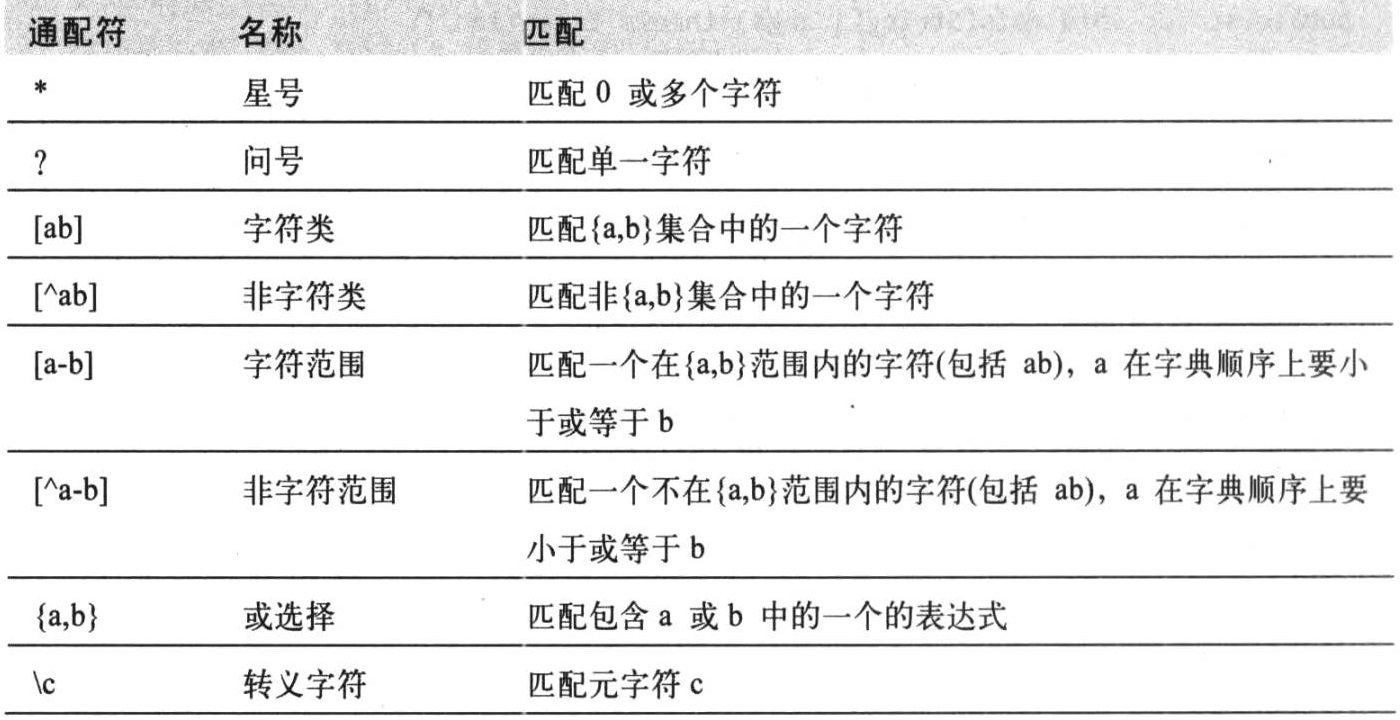 通配符 名称 匹配
* 星号 匹配 0 或多个字符
? 问号 匹配单一字符
[ab] 字符类 匹配{a,b}集合中的一个字符
[^ab] 非字符类 匹配非{a,b}集合中的一个字符
[a-b] 字符范围 匹配一个在{a,b}范围内的字符(包括 ab)，a 在字典顺序上要小
于或等于 b
[^a-b] 非字符范围 匹配一个不在{a,b}范围内的字符(包括 ab)，a 在字典顺序上要
小于或等于 b
{a,b} 或选择 匹配包含 a 或 b 中的一个的表达式
\c 转义字符 匹配元字符 c